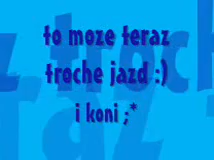 to moze teraz
troche jazd :)
i koni ;*